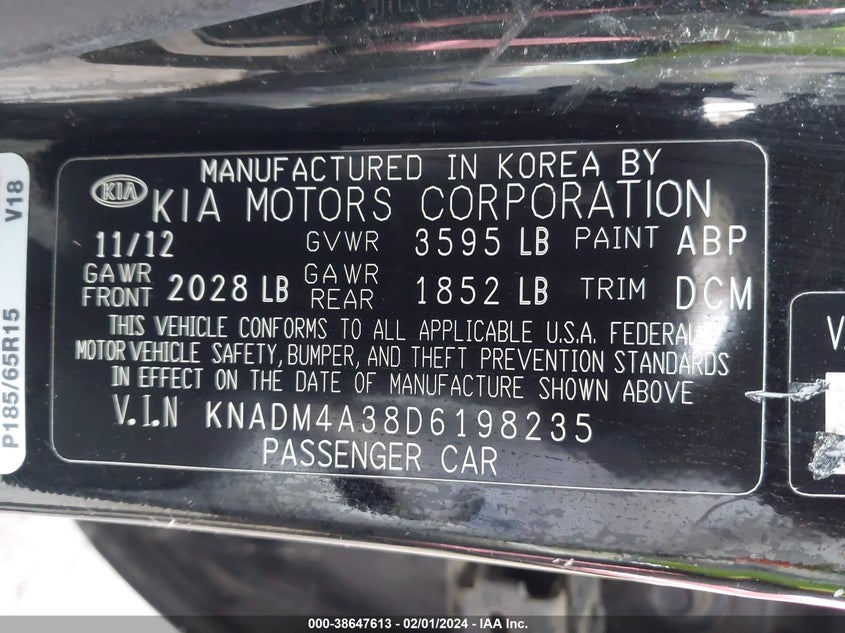 MANUFACTURED IN KOREA BY
KIA
KIA MOTORS CORPORATION
11/12 GVWR 3595 LB PAINT ABP
GAWR FRONT 2028 LB GAWR REAR 1852 LB TRIM DCM
THIS VEHICLE CONFORMS TO ALL APPLICABLE U.S.A. FEDERAL
MOTOR VEHICLE SAFETY, BUMPER, AND THEFT PREVENTION STANDARDS
IN EFFECT ON THE DATE OF MANUFACTURE SHOWN ABOVE
V.I.N KNADM4A38D6198235
PASSENGER CAR
P185/65R15 V18
000-38647613 - 02/01/2024 - IAA Inc.